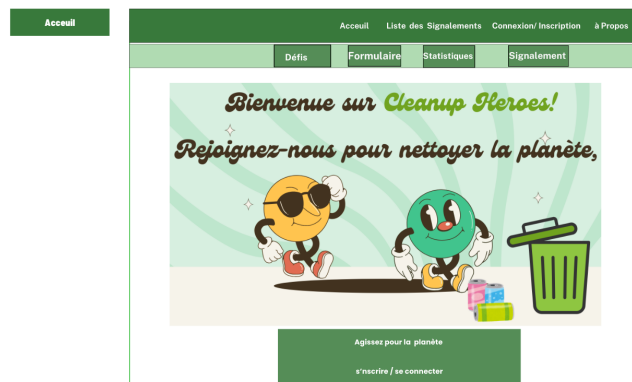 Acceuil
Acceuil Liste des Signalements Connexion/ Inscription à Propos
Défis Formulaire Statistiques Signalement
Bienvenue sur Cleanup Heroes!
Rejoignez-nous pour nettoyer la planète,
Agissez pour la planète
s'nscrire / se connecter